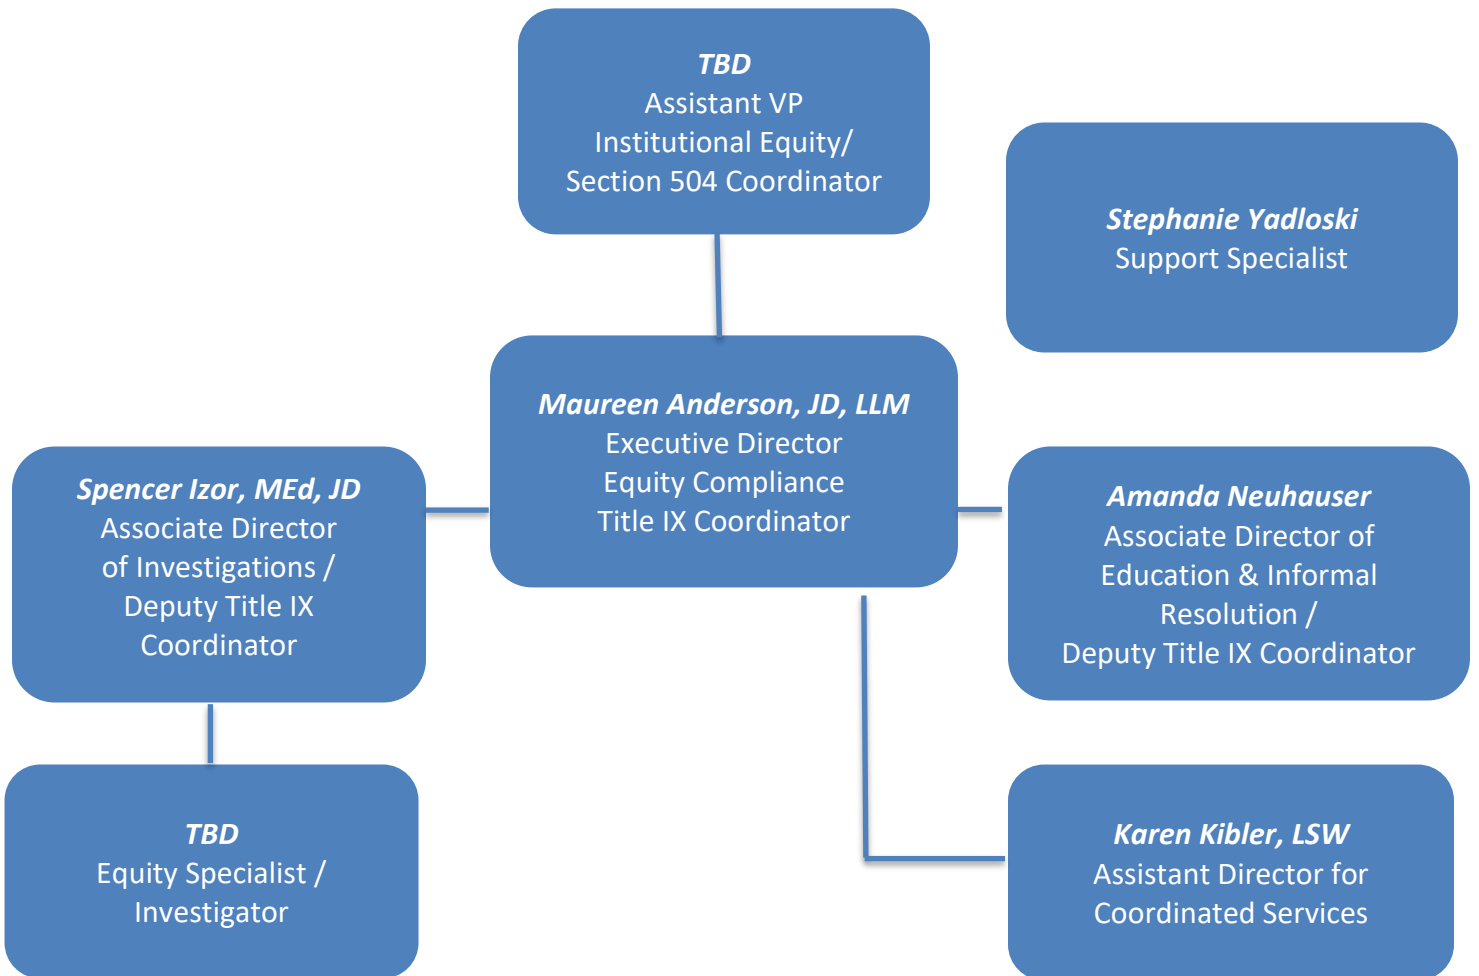 TBD
Assistant VP
Institutional Equity/
Section 504 Coordinator
Stephanie Yadloski
Support Specialist
Maureen Anderson, JD, LLM
Executive Director
Equity Compliance
Title IX Coordinator
Spencer Izor, MEd, JD
Associate Director
of Investigations /
Deputy Title IX
Coordinator
Amanda Neuhauser
Associate Director of
Education & Informal
Resolution /
Deputy Title IX Coordinator
TBD
Equity Specialist /
Investigator
Karen Kibler, LSW
Assistant Director for
Coordinated Services